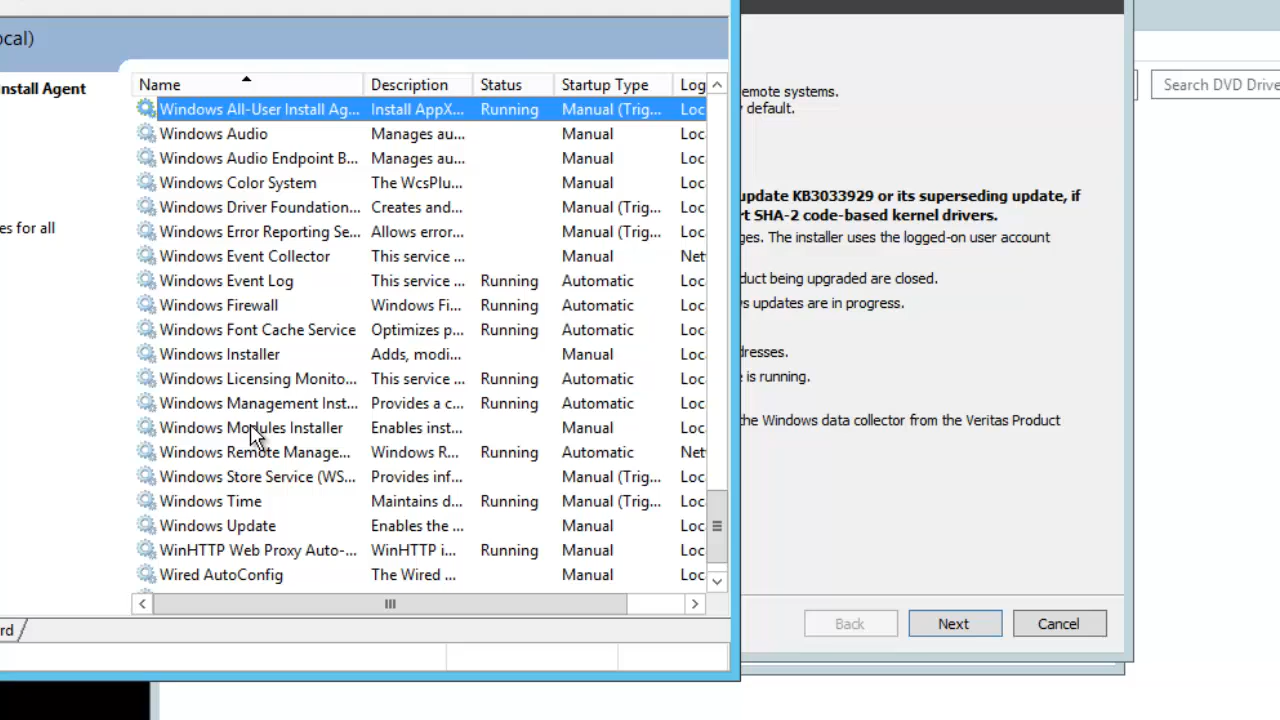 ocal)
nstall Agent
es for all
Name Description Status Startup Type Log
Windows All-User Install Ag... Install AppX... Running Manual (Trig... Loc
Windows Audio Manages au... Manual Loc
Windows Audio Endpoint B... Manages au... Manual Loc
Windows Color System The WcsPlu... Manual Loc
Windows Driver Foundation... Creates and... Manual (Trig... Loc
Windows Error Reporting Se... Allows error... Manual (Trig... Loc
Windows Event Collector This service ... Manual Net
Windows Event Log This service ... Running Automatic Loc
Windows Firewall Windows Fi... Running Automatic Loc
Windows Font Cache Service Optimizes p... Running Automatic Loc
Windows Installer Adds, modi... Manual Loc
Windows Licensing Monito... This service ... Running Automatic Loc
Windows Management Inst... Provides a c... Running Automatic Loc
Windows Modules Installer Enables inst... Manual Loc
Windows Remote Manage... Windows R... Running Automatic Net
Windows Store Service (WS... Provides inf... Manual (Trig... Loc
Windows Time Maintains d... Running Manual (Trig... Loc
Windows Update Enables the ... Manual Loc
WinHTTP Web Proxy Auto-... WinHTTP i... Running Manual Loc
Wired AutoConfig The Wired ... Manual Loc
rd
emote systems.
default.
update KB3033929 or its superseding update, if
rt SHA-2 code-based kernel drivers.
ges. The installer uses the logged-on user account
duct being upgraded are closed.
s updates are in progress.
dresses.
e is running.
the Windows data collector from the Veritas Product
Back Next Cancel
Search DVD Drive